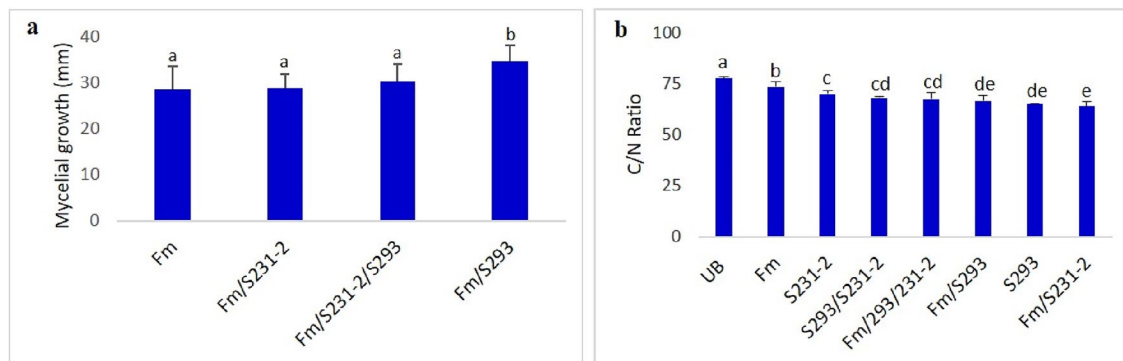 a
Mycelial growth (mm)
40
30
20
10
0
a
a
a
b
Fm
Fm/S231-2
Fm/S231-2/S293
Fm/S293
b
C/N Ratio
100
75
50
25
0
a
b
c
cd
cd
de
de
e
UB
Fm
S231-2
S293/S231-2
Fm/293/231-2
Fm/S293
S293
Fm/S231-2